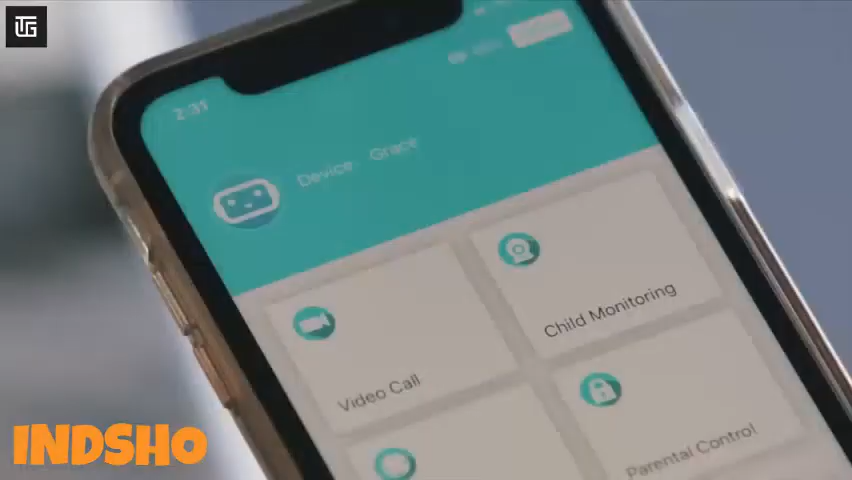 2:31
Device Grace
Child Monitoring
Video Call
Parental Control
INDSHO